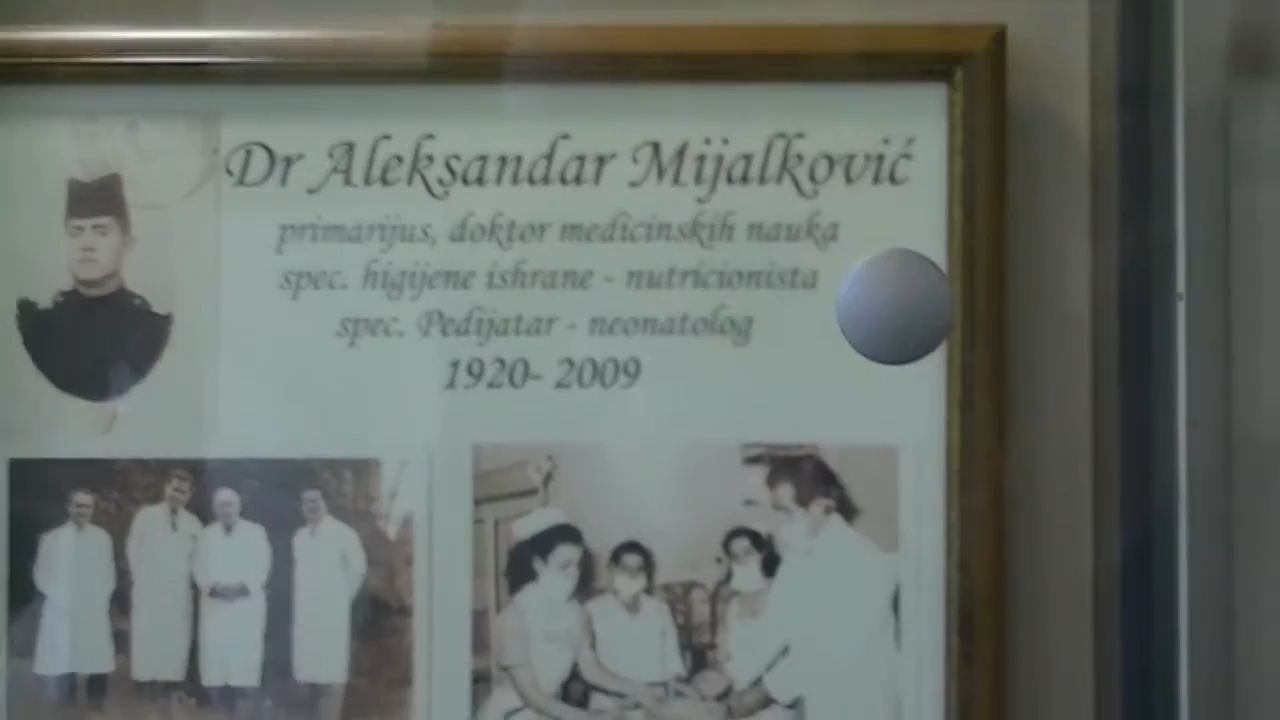 Dr Aleksandar Mijalković
primarijus, doktor medicinskih nauka
spec. higijene ishrane - nutricionista
spec. Pedijatar - neonatolog
1920- 2009